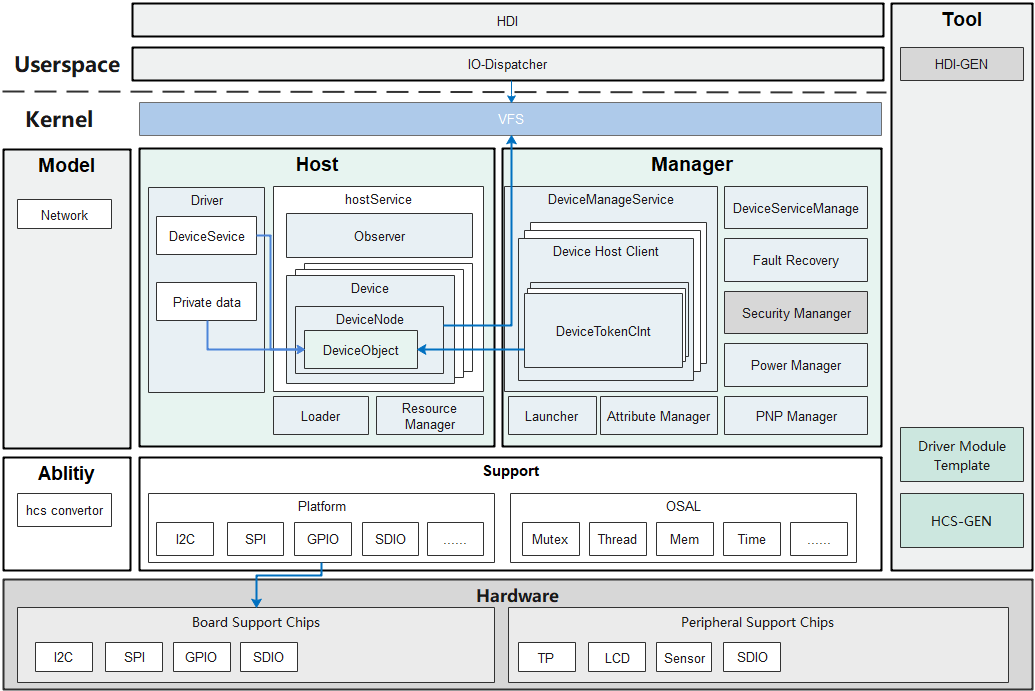 HDI
Userspace
IO-Dispatcher
Tool
HDI-GEN
Driver Module
Template
HCS-GEN
Kernel
VFS
Model
Network
Host
Driver
DeviceSevice
Private data
hostService
Observer
Device
DeviceNode
DeviceObject
Loader
Resource
Manager
Manager
DeviceManageService
Device Host Client
DeviceTokenClnt
Launcher
Attribute Manager
DeviceServiceManage
Fault Recovery
Security Mananger
Power Manager
PNP Manager
Ablitiy
hcs convertor
Support
Platform
I2C
SPI
GPIO
SDIO
......
OSAL
Mutex
Thread
Mem
Time
......
Hardware
Board Support Chips
I2C
SPI
GPIO
SDIO
Peripheral Support Chips
TP
LCD
Sensor
SDIO